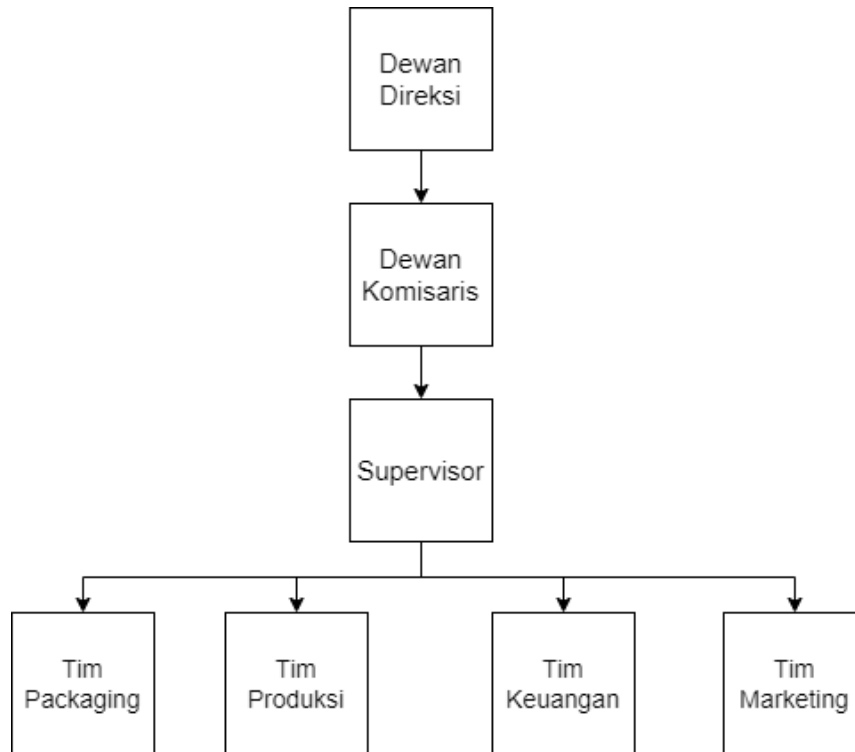 Dewan
Direksi
Dewan
Komisaris
Supervisor
Tim
Packaging
Tim
Produksi
Tim
Keuangan
Tim
Marketing